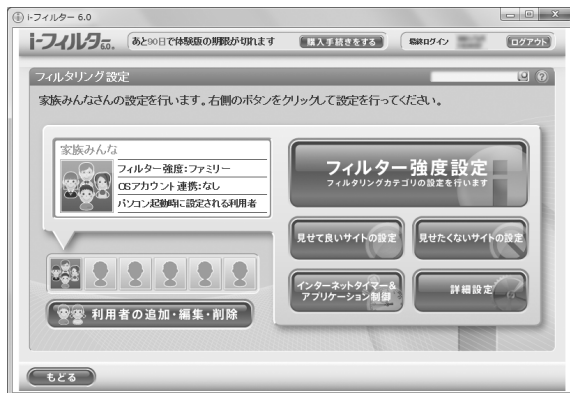 i-フィルター 6.0
i-フィルター 6.0
あと90日で体験版の期限が切れます
購入手続きをする
最終ログイン
ログアウト
フィルタリング設定
家族みんなさんの設定を行います。右側のボタンをクリックして設定を行ってください。
家族みんな
フィルター強度:ファミリー
OSアカウント連携:なし
パソコン起動時に設定される利用者
フィルター強度設定
フィルタリングカテゴリの設定を行います
見せて良いサイトの設定
見せたくないサイトの設定
インターネットタイマー&
アプリケーション制御
詳細設定
利用者の追加・編集・削除
もどる